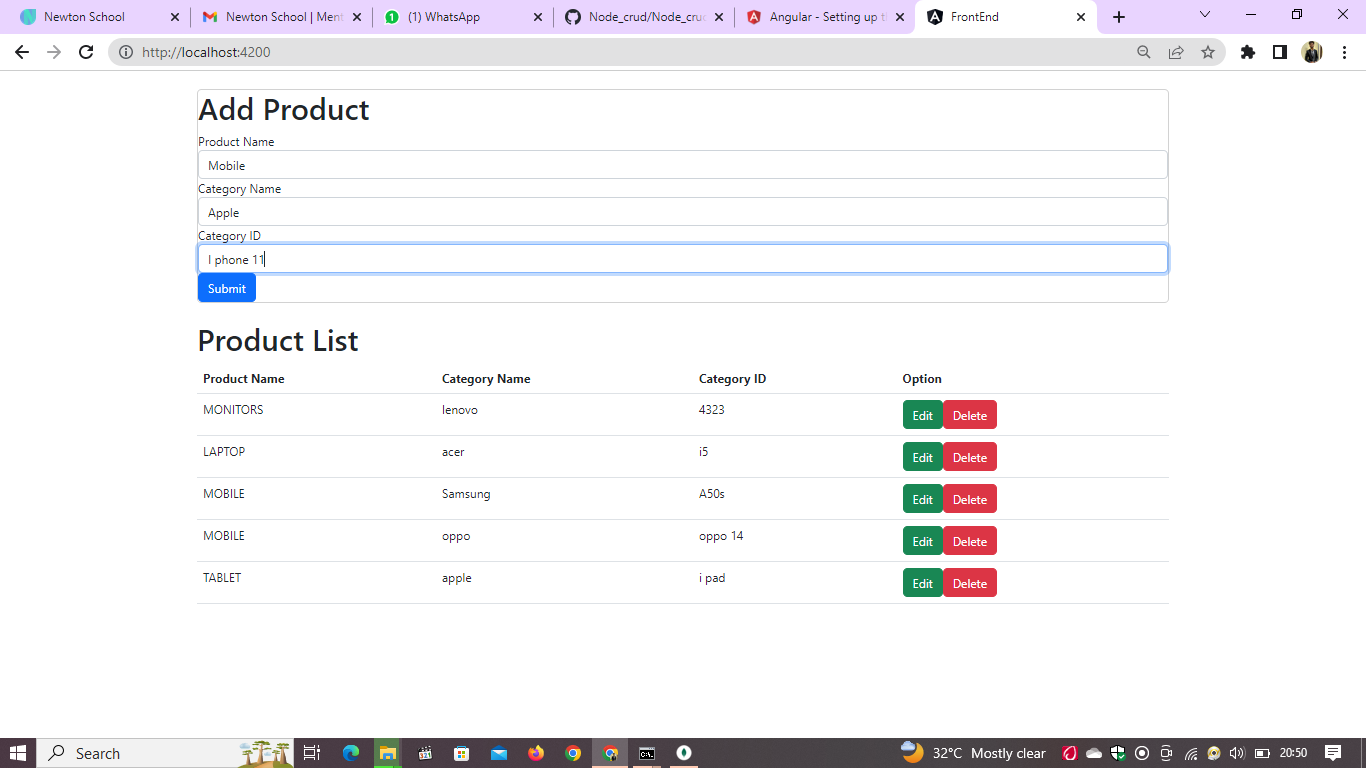 Newton School
Newton School | Ment
(1) WhatsApp
Node_crud/Node_cruc
Angular - Setting up th
FrontEnd
http://localhost:4200
Add Product
Product Name
Mobile
Category Name
Apple
Category ID
I phone 11
Submit
Product List
Product Name Category Name Category ID Option
MONITORS lenovo 4323 Edit Delete
LAPTOP acer i5 Edit Delete
MOBILE Samsung A50s Edit Delete
MOBILE oppo oppo 14 Edit Delete
TABLET apple i pad Edit Delete
Search 32°C Mostly clear 20:50